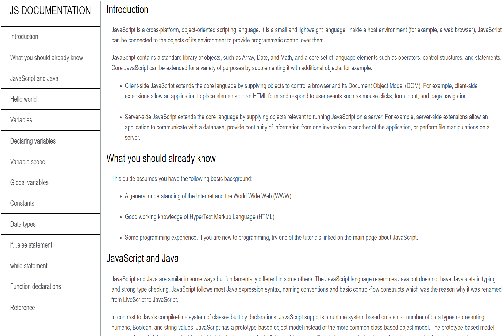 JS DOCUMENTATION
Introduction
What you should already know
JavaScript and Java
Hello world
Variables
Declaring variables
Variable scope
Global variables
Constants
Data types
if...else statement
while statement
Function declarations
Reference
Introduction
JavaScript is a cross-platform, object-oriented scripting language. It is a small and lightweight language. Inside a host environment (for example, a web browser), JavaScript
can be connected to the objects of its environment to provide programmatic control over them.
JavaScript contains a standard library of objects, such as Array, Date, and Math, and a core set of language elements such as operators, control structures, and statements.
Core JavaScript can be extended for a variety of purposes by supplementing it with additional objects; for example:
Client-side JavaScript extends the core language by supplying objects to control a browser and its Document Object Model (DOM). For example, client-side
extensions allow an application to place elements on an HTML form and respond to user events such as mouse clicks, form input, and page navigation.
Server-side JavaScript extends the core language by supplying objects relevant to running JavaScript on a server. For example, server-side extensions allow an
application to communicate with a database, provide continuity of information from one invocation to another of the application, or perform file manipulations on a
server.
What you should already know
This guide assumes you have the following basic background:
A general understanding of the Internet and the World Wide Web (WWW).
Good working knowledge of HyperText Markup Language (HTML).
Some programming experience. If you are new to programming, try one of the tutorials linked on the main page about JavaScript.
JavaScript and Java
JavaScript and Java are similar in some ways but fundamentally different in some others. The JavaScript language resembles Java but does not have Java's static typing
and strong type checking. JavaScript follows most Java expression syntax, naming conventions and basic control-flow constructs which was the reason why it was renamed
from LiveScript to JavaScript.
In contrast to Java's compile-time system of classes built by declarations, JavaScript supports a runtime system based on a small number of data types representing
numeric, Boolean, and string values. JavaScript has a prototype-based object model instead of the more common class-based object model. The prototype-based model